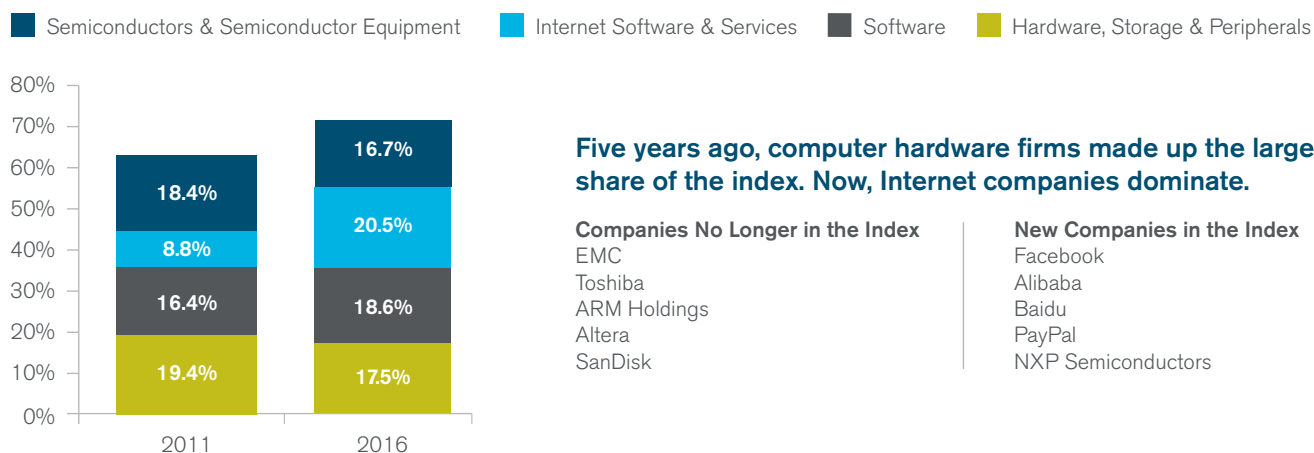 Semiconductors & Semiconductor Equipment Internet Software & Services Software Hardware, Storage & Peripherals
80%
70%
60%
50%
40%
30%
20%
10%
0%
18.4%
8.8%
16.4%
19.4%
2011
16.7%
20.5%
18.6%
17.5%
2016
Five years ago, computer hardware firms made up the large
share of the index. Now, Internet companies dominate.
Companies No Longer in the Index
EMC
Toshiba
ARM Holdings
Altera
SanDisk
New Companies in the Index
Facebook
Alibaba
Baidu
PayPal
NXP Semiconductors